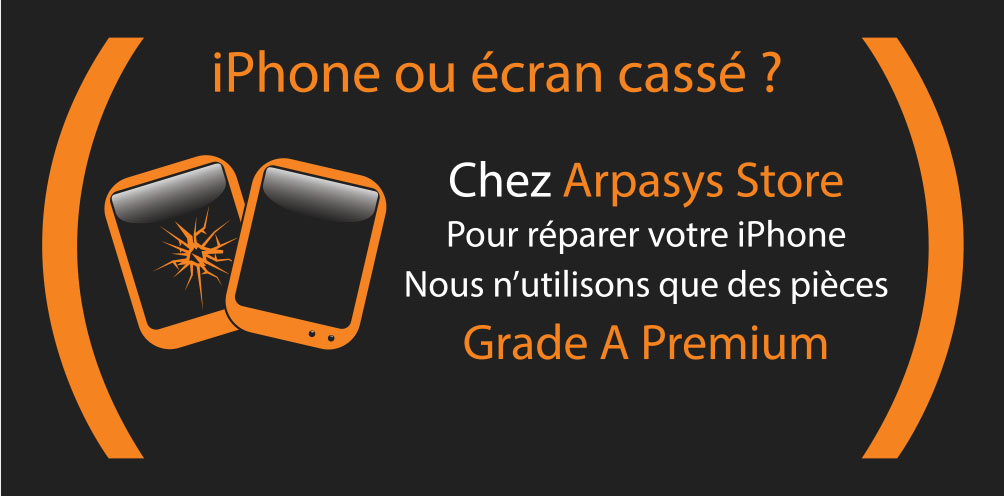 iPhone ou écran cassé ?
Chez Arpasys Store
Pour réparer votre iPhone
Nous n’utilisons que des pièces
Grade A Premium